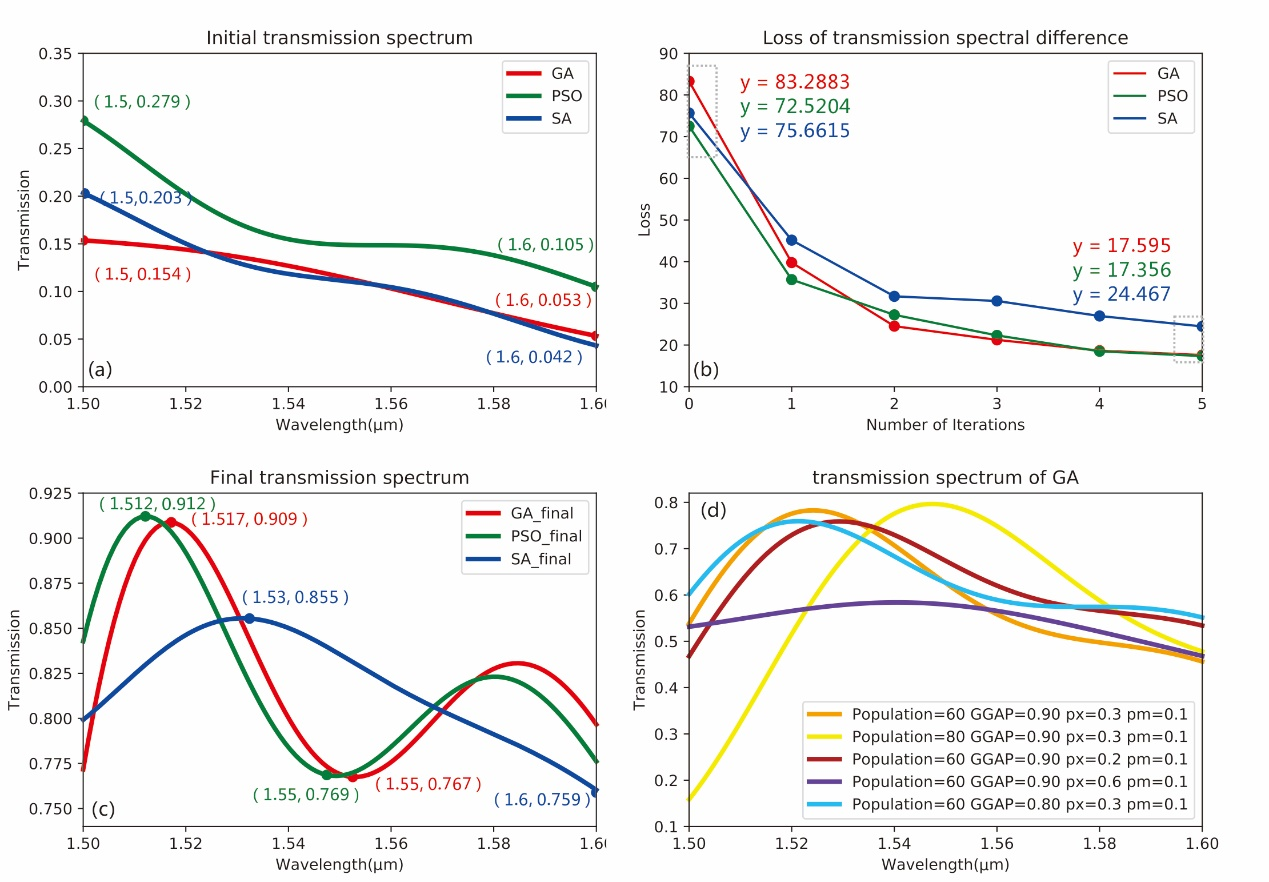 Initial transmission spectrum
0.35
0.30
0.25
0.20
0.15
0.10
0.05
0.00
Transmission
( 1.5, 0.279)
( 1.5,0.203 )
( 1.5, 0.154 )
GA
PSO
SA
( 1.6, 0.105)
( 1.6, 0.053 )
( 1.6, 0.042 )
(a)
1.50
1.52
1.54
1.56
1.58
1.60
Wavelength(μm)
Loss of transmission spectral difference
90
80
70
60
50
40
30
20
10
Loss
y = 83.2883
y = 72.5204
y = 75.6615
GA
PSO
SA
y = 17.595
y = 17.356
y = 24.467
(b)
0
1
2
3
4
5
Number of Iterations
Final transmission spectrum
0.925
0.900
0.875
0.850
0.825
0.800
0.775
0.750
Transmission
( 1.512, 0.912 )
( 1.517, 0.909 )
GA_final
PSO_final
SA_final
( 1.53, 0.855 )
( 1.55, 0.767 )
( 1.55, 0.769 )
( 1.6, 0.759 )
(c)
1.50
1.52
1.54
1.56
1.58
1.60
Wavelength(μm)
transmission spectrum of GA
0.8
0.7
0.6
0.5
0.4
0.3
0.2
0.1
Transmission
(d)
Population=60 GGAP=0.90 px=0.3 pm=0.1
Population=80 GGAP=0.90 px=0.3 pm=0.1
Population=60 GGAP=0.90 px=0.2 pm=0.1
Population=60 GGAP=0.90 px=0.6 pm=0.1
Population=60 GGAP=0.80 px=0.3 pm=0.1
1.50
1.52
1.54
1.56
1.58
1.60
Wavelength(μm)